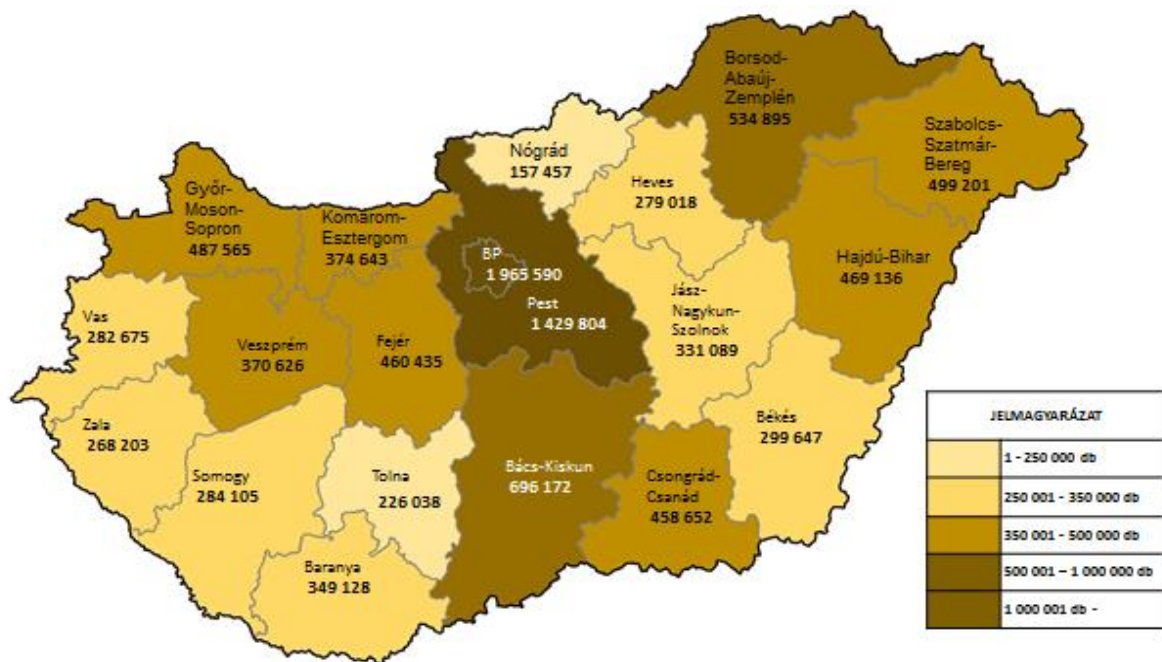 Borsod-
Abaúj-
Zemplén
534 895
Szabolcs-
Szatmár-
Bereg
499 201
Nógrád
157 457
Heves
279 018
Győr-
Moson-
Sopron
487 565
Komárom-
Esztergom
374 643
Hajdú-Bihar
469 136
BP
1 965 590
Pest
1 429 804
Jász-
Nagykun-
Szolnok
331 089
Vas
282 675
Veszprém
370 626
Fejér
460 435
Zala
268 203
Békés
299 647
Somogy
284 105
Tolna
226 038
Bács-Kiskun
696 172
Csongrád-
Csanád
458 652
Baranya
349 128
JELMAGYARÁZAT
1 - 250 000 db
250 001 - 350 000 db
350 001 - 500 000 db
500 001 – 1 000 000 db
1 000 001 db -